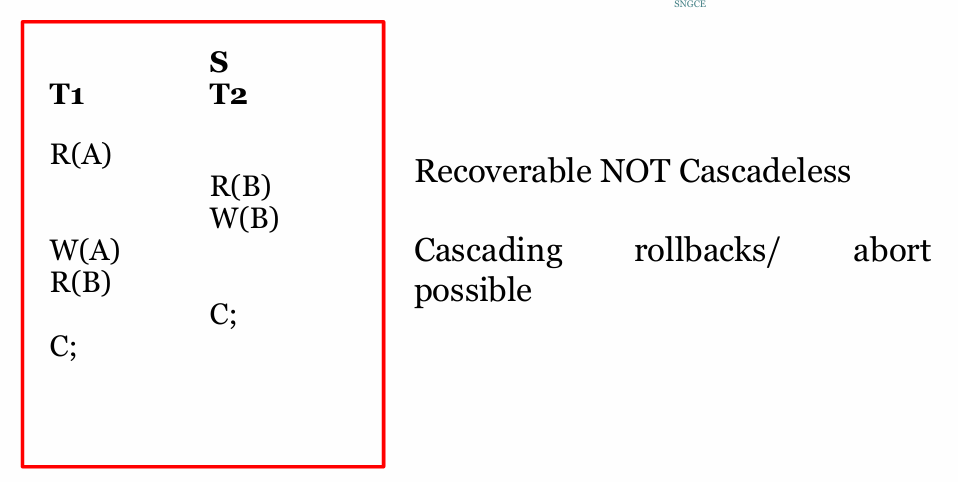 SNGCE
S
T1 T2
R(A)
R(B)
W(B)
W(A)
R(B)
C;
C;
Recoverable NOT Cascadeless
Cascading rollbacks/ abort
possible